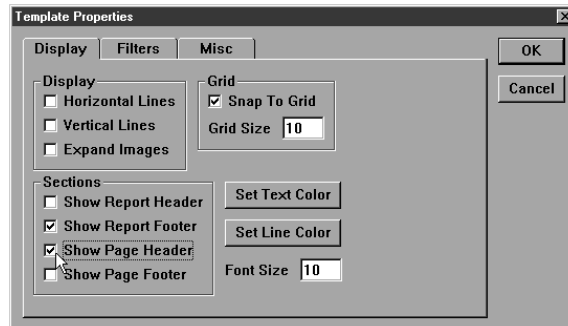 Template Properties
Display Filters Misc
OK
Cancel
Display
Horizontal Lines
Vertical Lines
Expand Images
Grid
Snap To Grid
Grid Size 10
Sections
Show Report Header
Show Report Footer
Show Page Header
Show Page Footer
Set Text Color
Set Line Color
Font Size 10